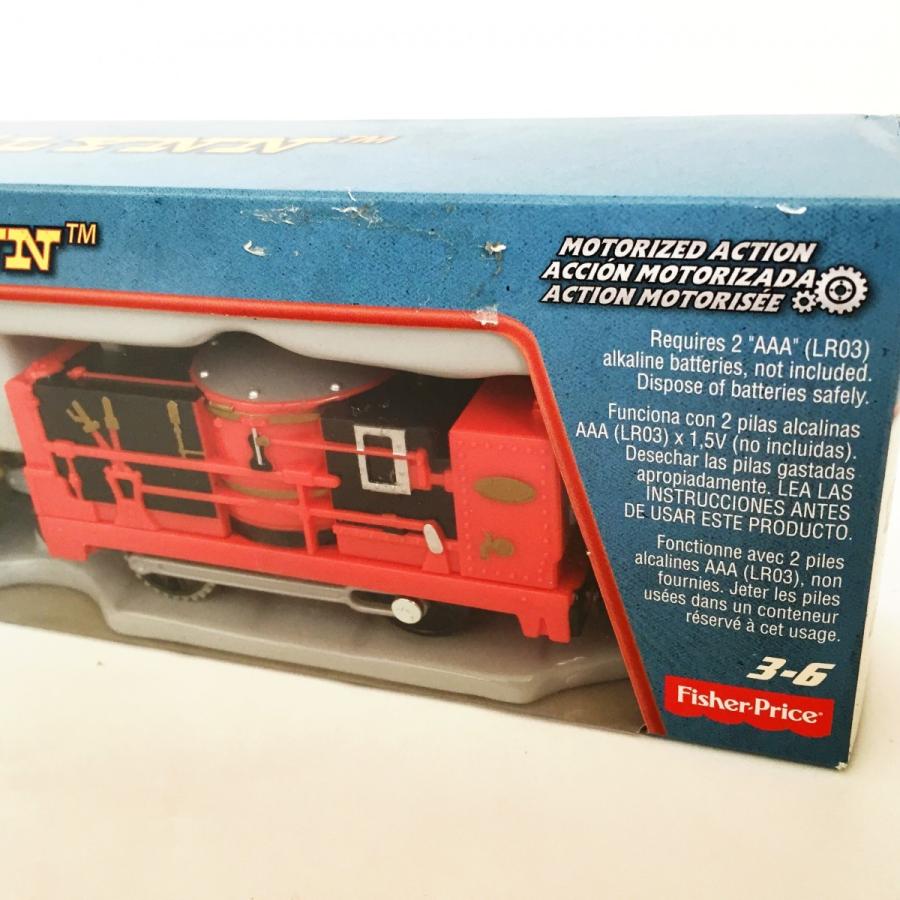 MOTORIZED ACTION
ACCIÓN MOTORIZADA
ACTION MOTORISÉE
Requires 2 "AAA" (LR03)
alkaline batteries, not included.
Dispose of batteries safely.
Funciona con 2 pilas alcalinas
AAA (LR03) x 1,5V (no incluidas).
Desechar las pilas gastadas
apropiadamente. LEA LAS
INSTRUCCIONES ANTES
DE USAR ESTE PRODUCTO.
Fonctionne avec 2 piles
alcalines AAA (LR03), non
fournies. Jeter les piles
usées dans un conteneur
réservé à cet usage.
3-6
Fisher-Price®